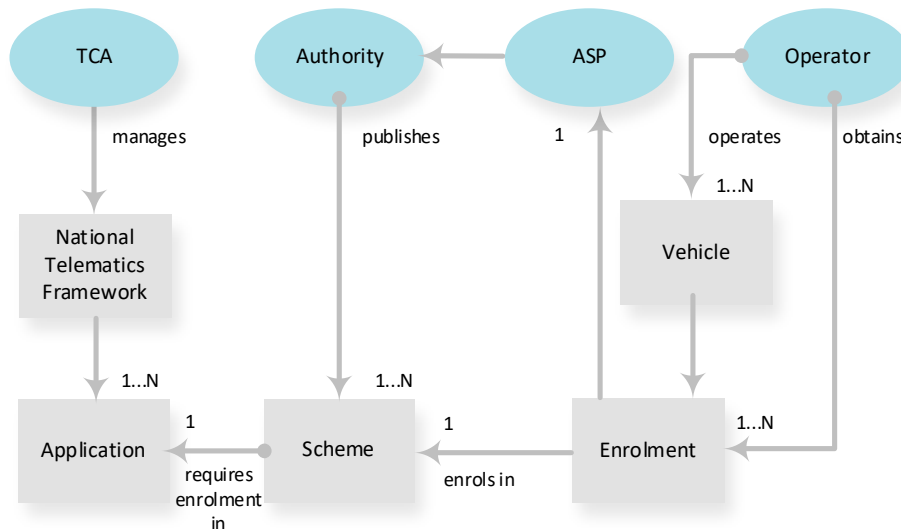 TCA
Authority
ASP
Operator
manages
publishes
1
operates
obtains
1...N
National
Telematics
Framework
Vehicle
1...N
1...N
1
1
1...N
Application
Scheme
Enrolment
requires
enrolment
in
enrols in